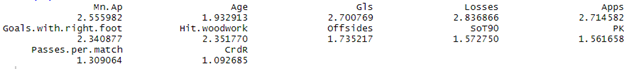 Mn.Ap Age Gls Losses Apps
2.555982 1.932913 2.700769 2.836866 2.714582
Goals.with.right.foot Hit.woodwork Offsides SoT90 PK
2.340877 2.351770 1.735217 1.572750 1.561658
Passes.per.match CrdR
1.309064 1.092685